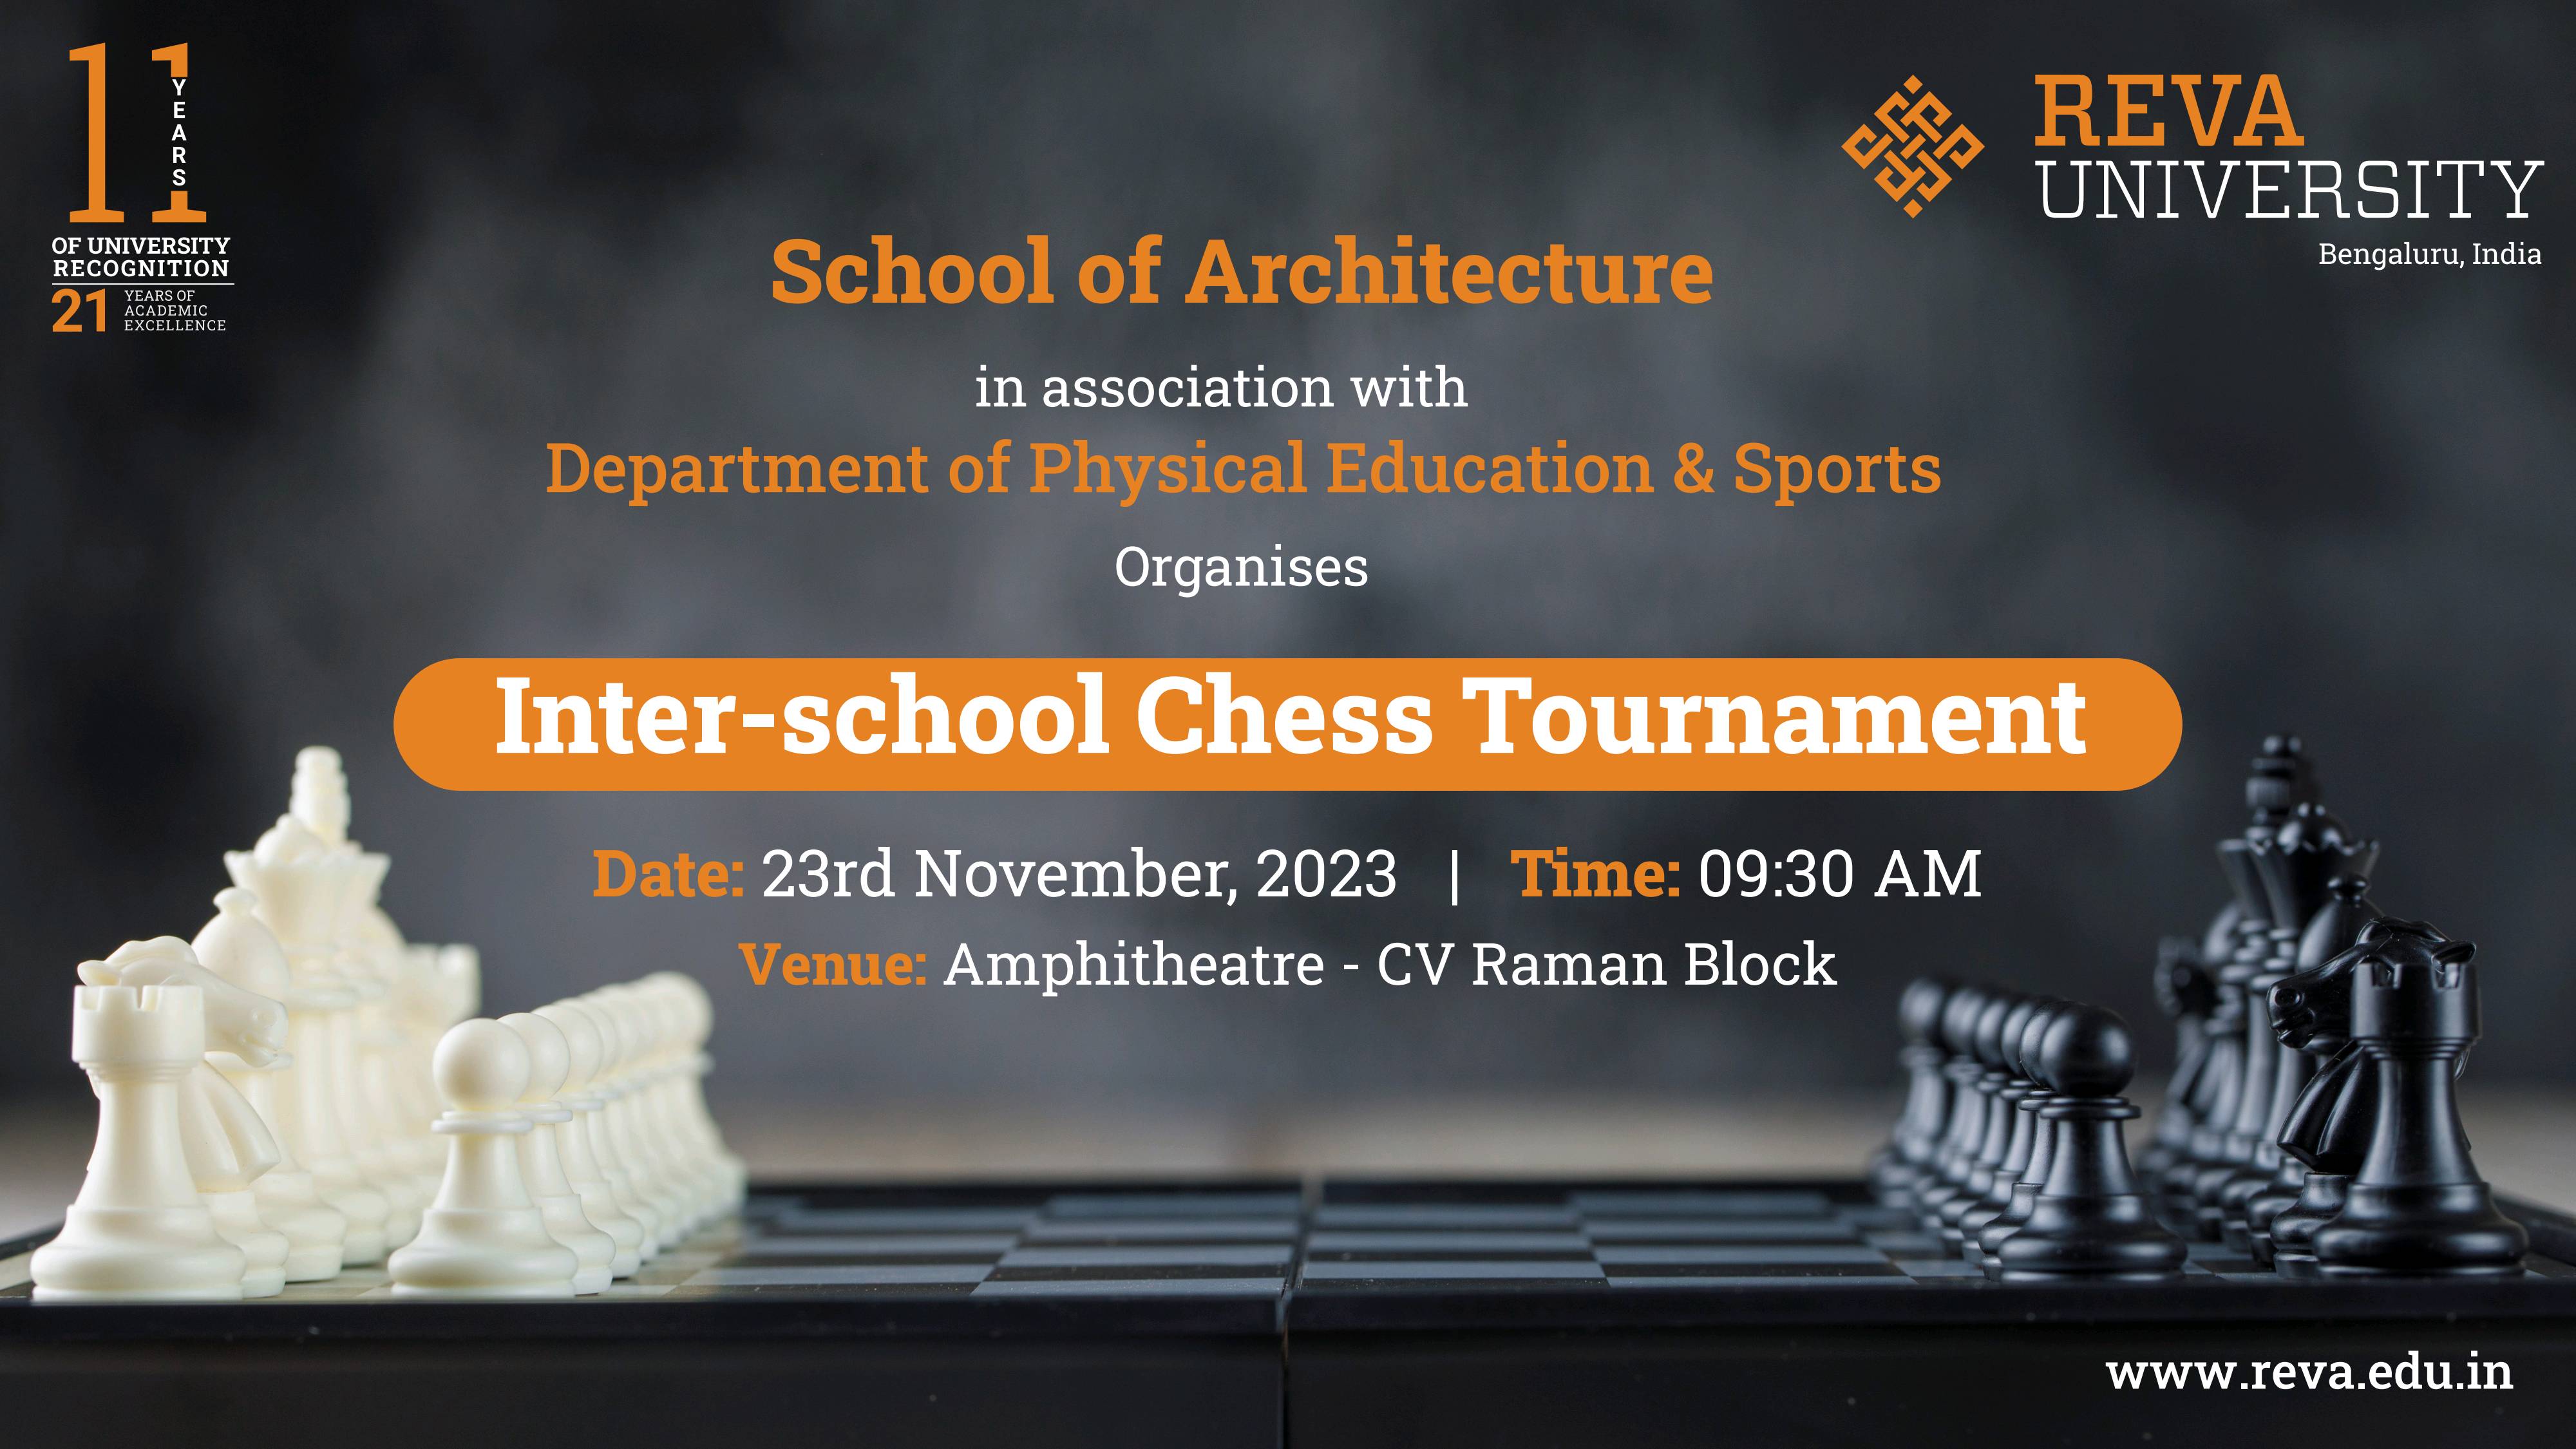 11
YEARS
OF UNIVERSITY
RECOGNITION
21 YEARS OF
ACADEMIC
EXCELLENCE
REVA
UNIVERSITY
Bengaluru, India
School of Architecture
in association with
Department of Physical Education & Sports
Organises
Inter-school Chess Tournament
Date: 23rd November, 2023 | Time: 09:30 AM
Venue: Amphitheatre - CV Raman Block
www.reva.edu.in